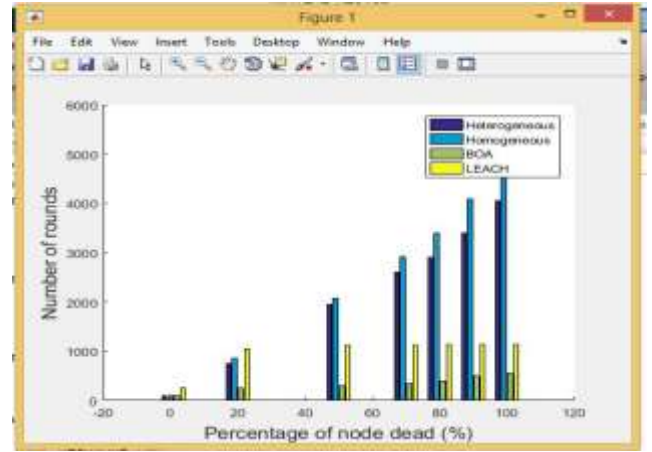 Figure 1
File Edit View Insert Tools Desktop Window Help
6000
5000
4000
3000
2000
1000
0
Number of rounds
Heterogeneous
Homogeneous
BOA
LEACH
-20 0 20 40 60 80 100 120
Percentage of node dead (%)